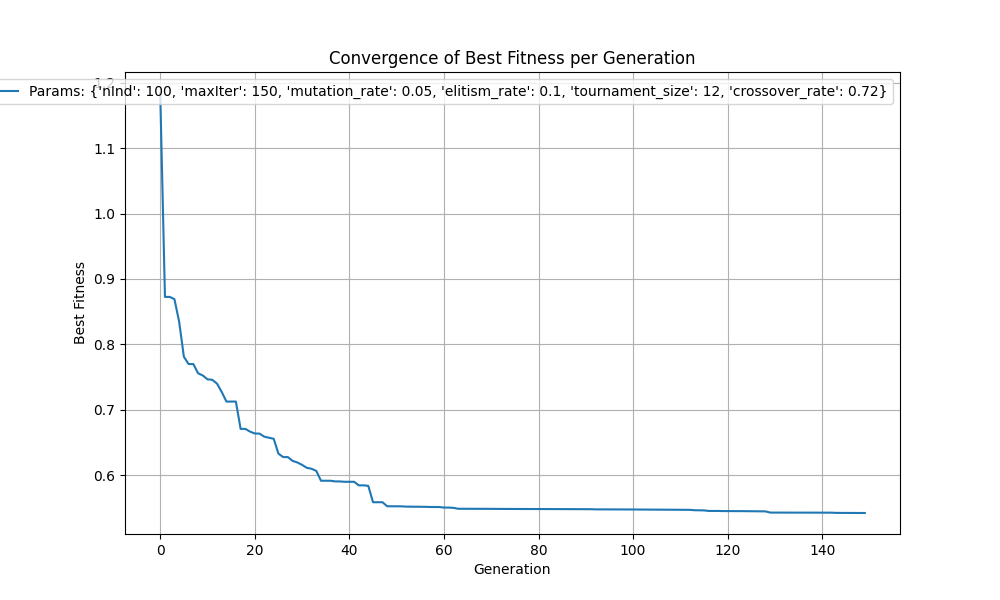 Convergence of Best Fitness per Generation
1.2
Params: {'nInd': 100, 'maxIter': 150, 'mutation_rate': 0.05, 'elitism_rate': 0.1, 'tournament_size': 12, 'crossover_rate': 0.72}
1.1
1.0
0.9
0.8
0.7
0.6
Best Fitness
0 20 40 60 80 100 120 140
Generation